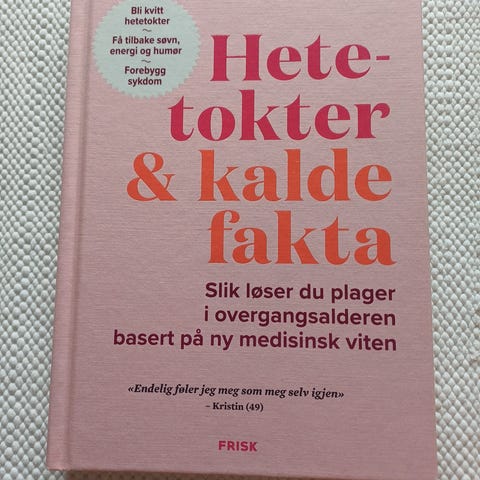 Bli kvitt
hetetokter
~
Få tilbake søvn,
energi og humør
~
Forebygg
sykdom
Hete-
tokter
& kalde
fakta
Slik løser du plager
i overgangsalderen
basert på ny medisinsk viten
«Endelig føler jeg meg som meg selv igjen»
– Kristin (49)
FRISK